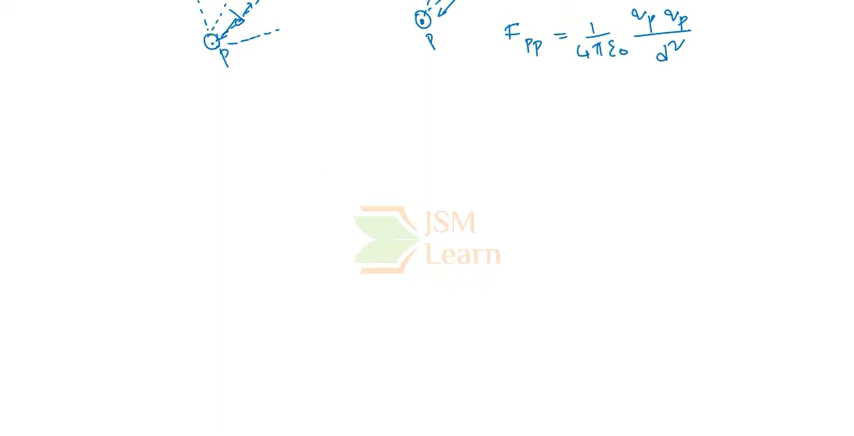 F_pp = 1/4πε₀ q_p q_p/d²
p
p
JSM
Learn